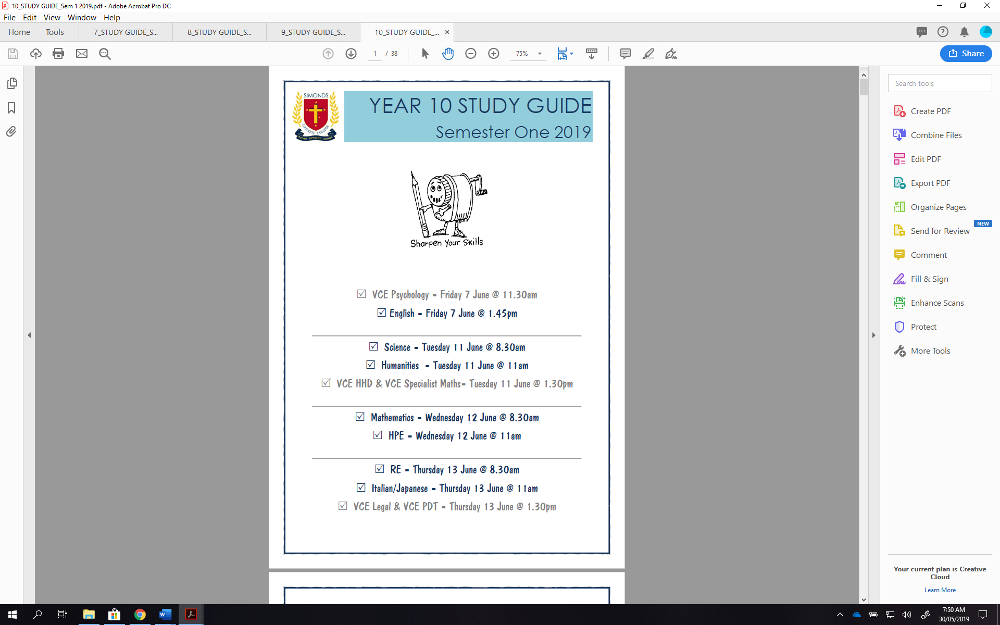 10_STUDY GUIDE_Sem 1 2019.pdf - Adobe Acrobat Pro DC
File Edit View Window Help
Home Tools 7_STUDY GUIDE_S... 8_STUDY GUIDE_S... 9_STUDY GUIDE_S... 10_STUDY GUIDE_... ×
1 / 38 75% Share
Search tools
Create PDF
Combine Files
Edit PDF
Export PDF
Organize Pages
Send for Review NEW
Comment
Fill & Sign
Enhance Scans
Protect
More Tools
Your current plan is Creative
Cloud
Learn More
SIMONDS
CATHOLIC COLLEGE
KNOWN · SUPPORTED · INSPIRED
YEAR 10 STUDY GUIDE
Semester One 2019
Sharpen Your Skills
☑ VCE Psychology - Friday 7 June @ 11.30am
☑ English - Friday 7 June @ 1.45pm
☑ Science - Tuesday 11 June @ 8.30am
☑ Humanities - Tuesday 11 June @ 11am
☑ VCE HHD & VCE Specialist Maths- Tuesday 11 June @ 1.30pm
☑ Mathematics - Wednesday 12 June @ 8.30am
☑ HPE - Wednesday 12 June @ 11am
☑ RE - Thursday 13 June @ 8.30am
☑ Italian/Japanese - Thursday 13 June @ 11am
☑ VCE Legal & VCE PDT - Thursday 13 June @ 1.30pm
7:50 AM
30/05/2019